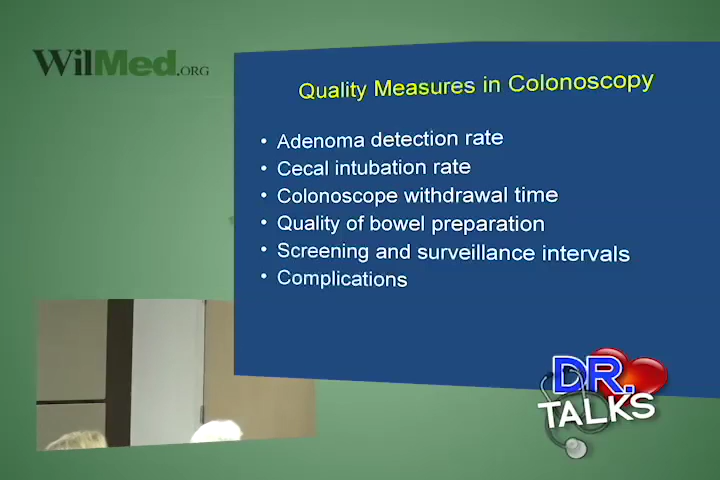 WilMed.ORG
Quality Measures in Colonoscopy
• Adenoma detection rate
• Cecal intubation rate
• Colonoscope withdrawal time
• Quality of bowel preparation
• Screening and surveillance intervals
• Complications
DR.
TALKS